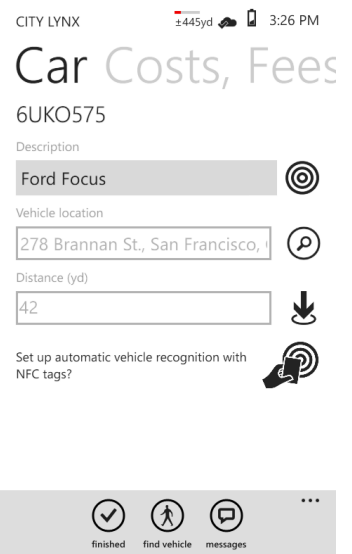 CITY LYNX
±445yd
3:26 PM
Car Costs, Fees
6UKO575
Description
Ford Focus
Vehicle location
278 Brannan St., San Francisco,
Distance (yd)
42
Set up automatic vehicle recognition with
NFC tags?
...
finished find vehicle messages